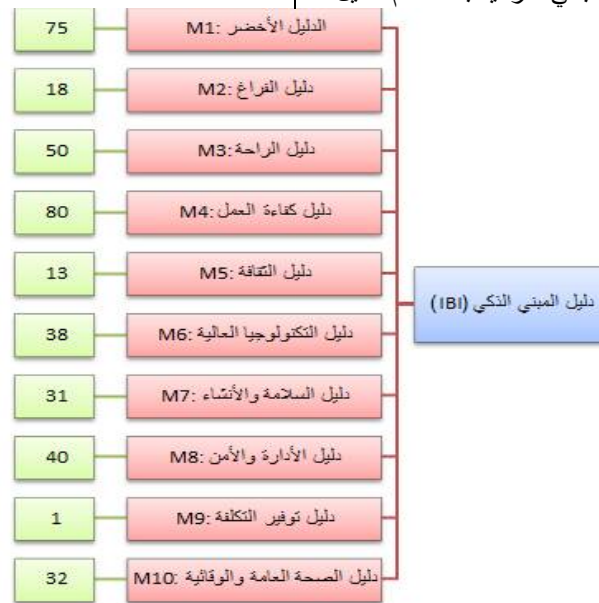 دليل المبني الذكي (IBI)
الدليل الأخضر :M1
75
دليل الفراغ :M2
18
دليل الراحة :M3
50
دليل كفاءة العمل :M4
80
دليل الثقافة :M5
13
دليل التكنولوجيا العالية :M6
38
دليل السلامة والأنشاء :M7
31
دليل الأدارة والأمن :M8
40
دليل توفير التكلفة :M9
1
دليل الصحة العامة والوقائية :M10
32